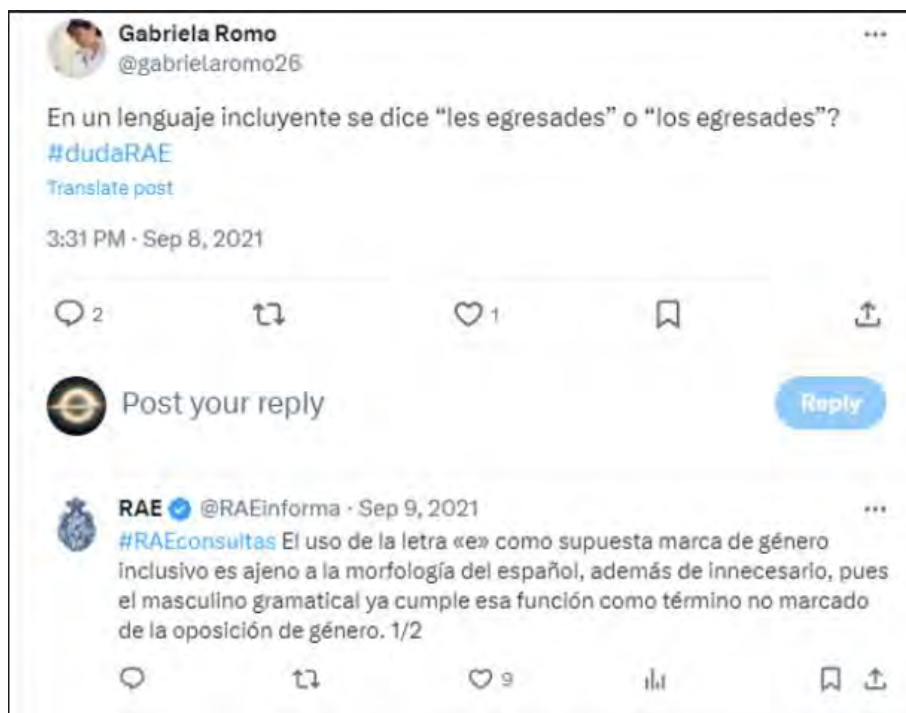 Gabriela Romo
@gabrielaromo26
En un lenguaje incluyente se dice “les egresades” o “los egresades”?
#dudaRAE
Translate post
3:31 PM · Sep 8, 2021
2
1
Post your reply
Reply
RAE @RAEinforma · Sep 9, 2021
#RAEconsultas El uso de la letra «e» como supuesta marca de género
inclusivo es ajeno a la morfología del español, además de innecesario, pues
el masculino gramatical ya cumple esa función como término no marcado
de la oposición de género. 1/2
9